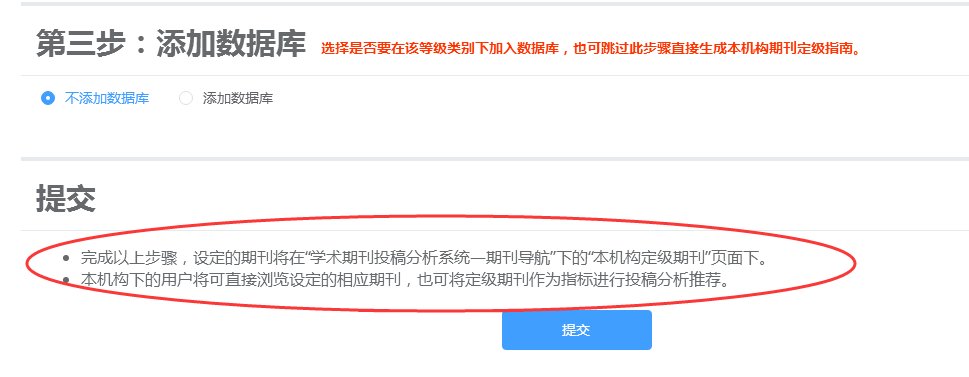 第三步：添加数据库 选择是否要在该等级类别下加入数据库，也可跳过此步骤直接生成本机构期刊定级指南。
不添加数据库 添加数据库
提交
完成以上步骤，设定的期刊将在“学术期刊投稿分析系统—期刊导航”下的“本机构定级期刊”页面下。
本机构下的用户将可直接浏览设定的相应期刊，也可将定级期刊作为指标进行投稿分析推荐。
提交